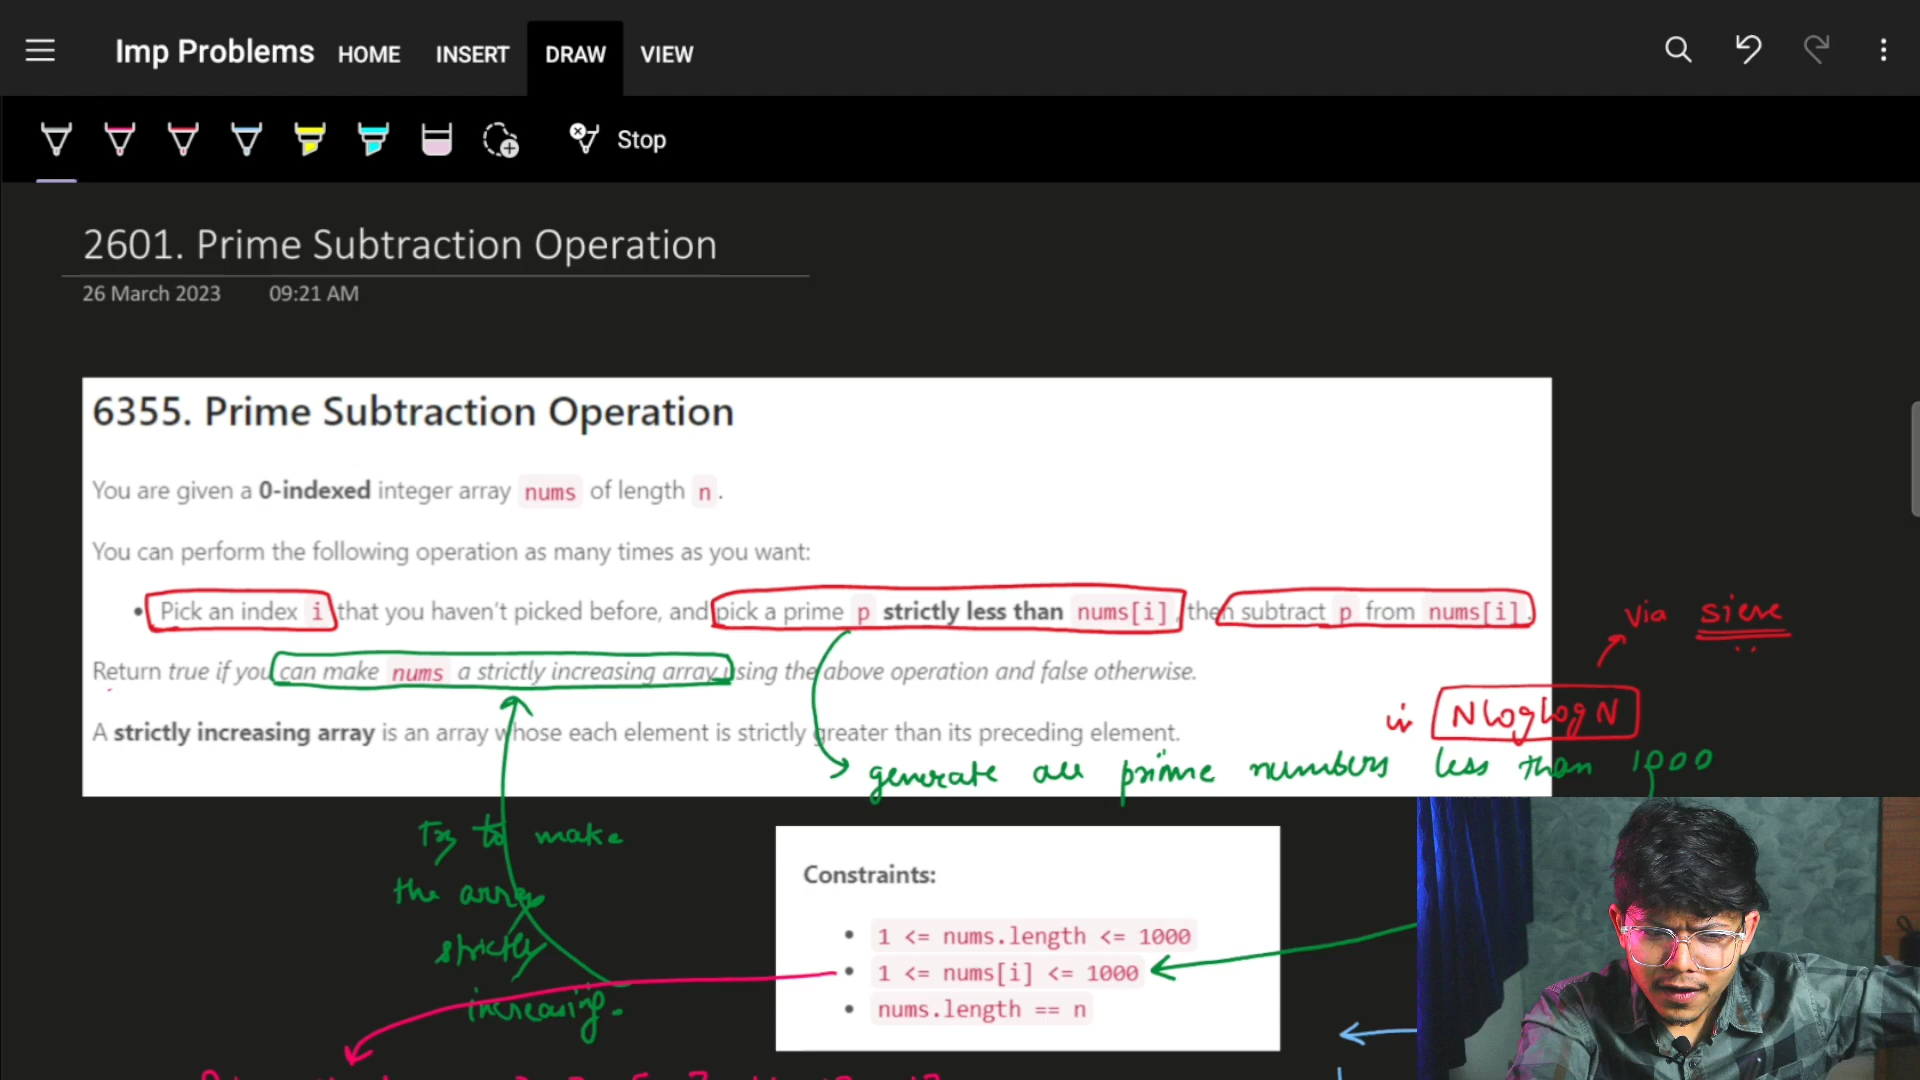 Imp Problems HOME INSERT DRAW VIEW
Stop
2601. Prime Subtraction Operation
26 March 2023 09:21 AM
6355. Prime Subtraction Operation
You are given a 0-indexed integer array nums of length n.
You can perform the following operation as many times as you want:
• Pick an index i that you haven't picked before, and pick a prime p strictly less than nums[i], then subtract p from nums[i].
via sieve
Return true if you can make nums a strictly increasing array using the above operation and false otherwise.
in NloglogN
A strictly increasing array is an array whose each element is strictly greater than its preceding element.
generate all prime numbers less than 1000
Try to make
the array
strictly
increasing.
Constraints:
• 1 <= nums.length <= 1000
• 1 <= nums[i] <= 1000
• nums.length == n